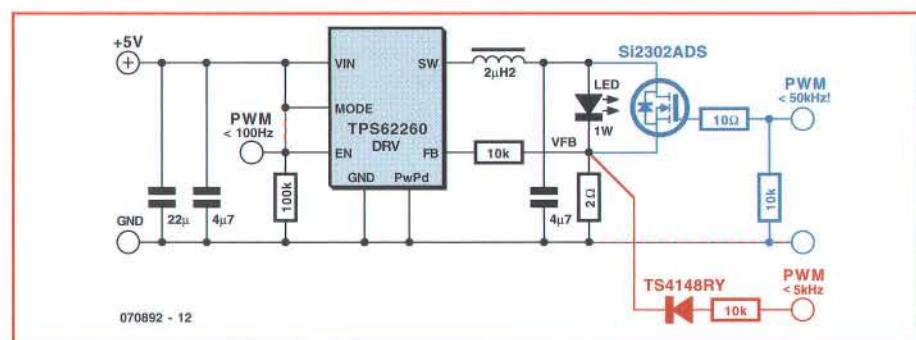 +5V
Si2302ADS
VIN
SW
2µH2
LED
PWM
< 50kHz!
MODE
TPS62260
DRV
PWM
< 100Hz
1W
10Ω
EN
FB
10k
VFB
GND
PwPd
100k
2Ω
10k
GND
22µ
4µ7
4µ7
TS4148RY
PWM
< 5kHz
10k
070892 - 12